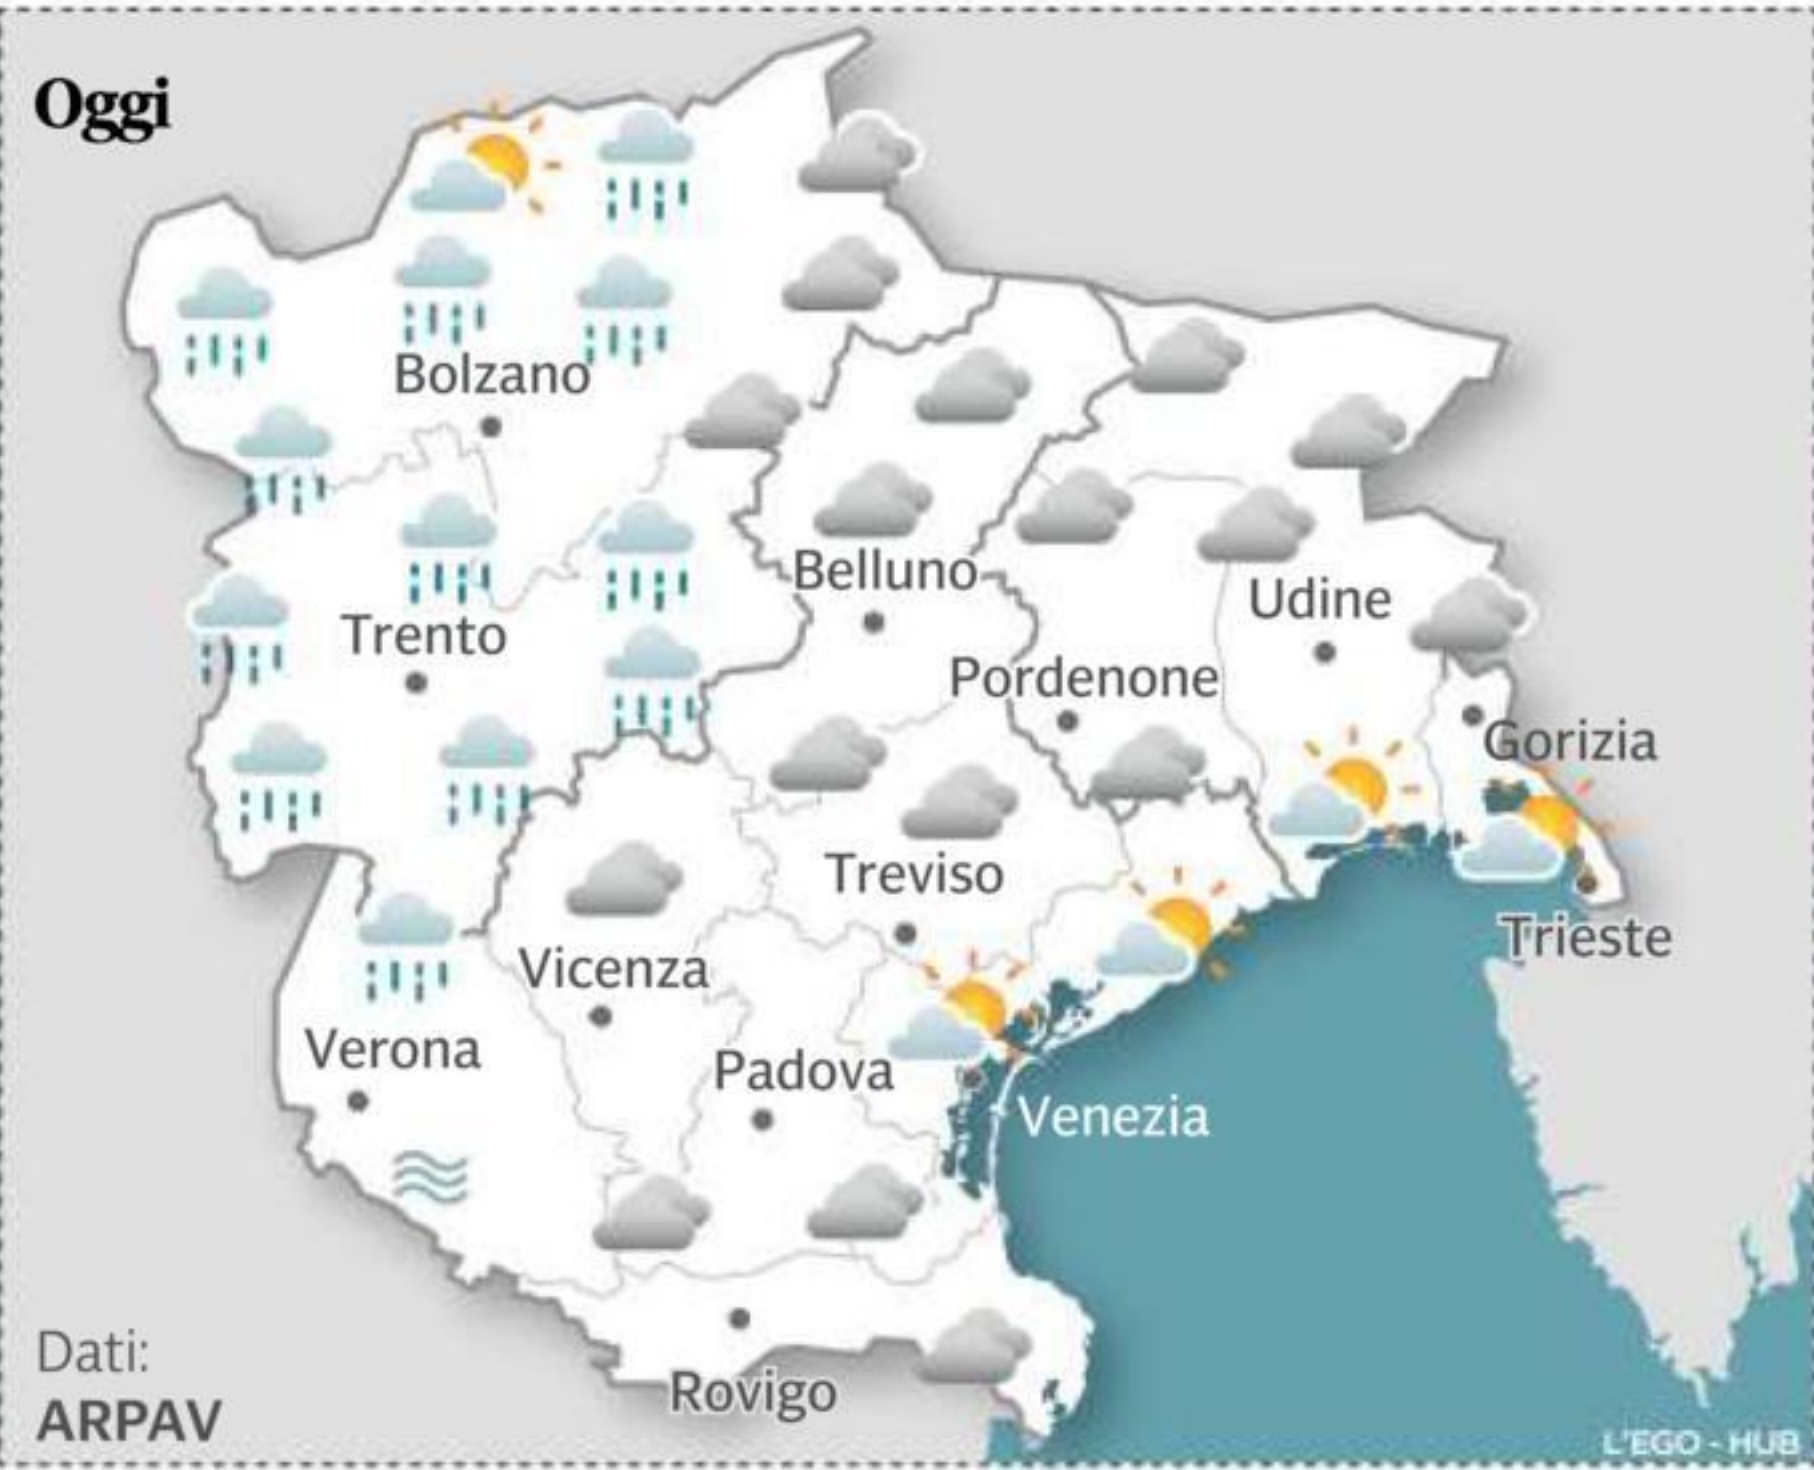 Oggi
Bolzano
Belluno
Udine
Trento
Pordenone
Gorizia
Treviso
Trieste
Vicenza
Verona
Padova
Venezia
Dati:
ARPAV
Rovigo
L'EGO - HUB